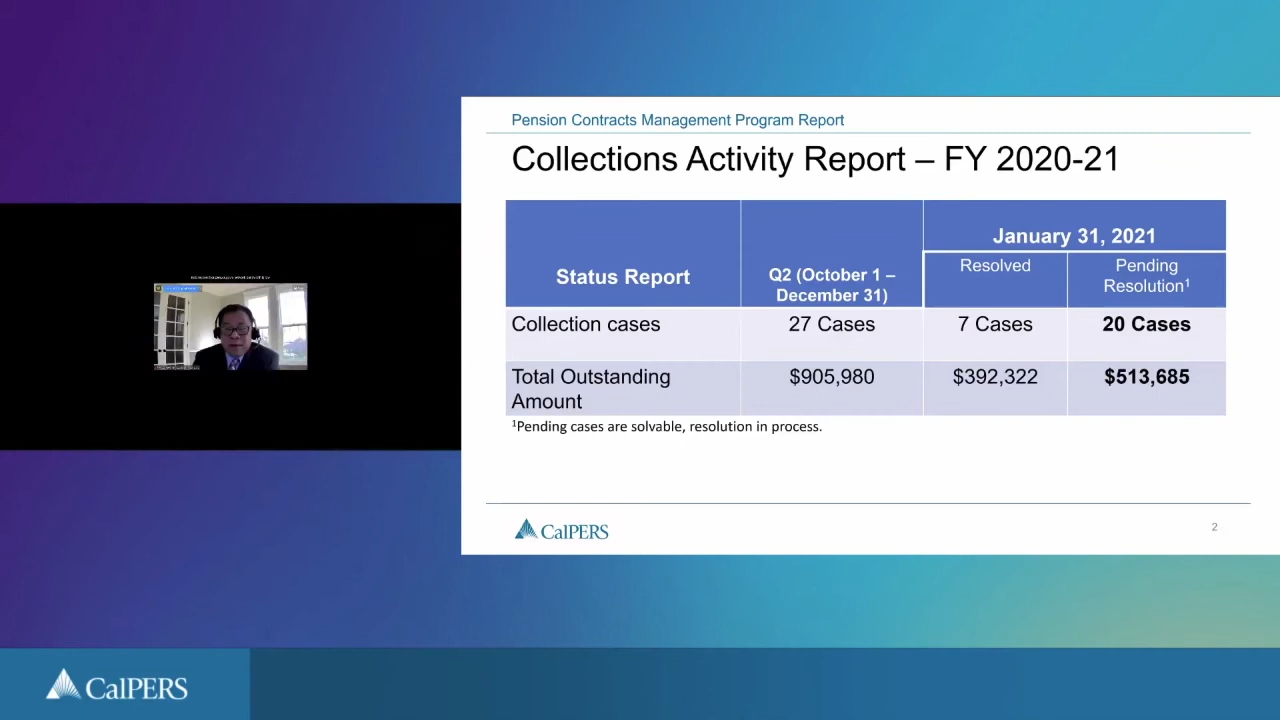 Pension Contracts Management Program Report
Collections Activity Report – FY 2020-21
Status Report
Q2 (October 1 –
December 31)
January 31, 2021
Resolved
Pending
Resolution¹
Collection cases
27 Cases
7 Cases
20 Cases
Total Outstanding
Amount
$905,980
$392,322
$513,685
¹Pending cases are solvable, resolution in process.
CalPERS
2
CalPERS